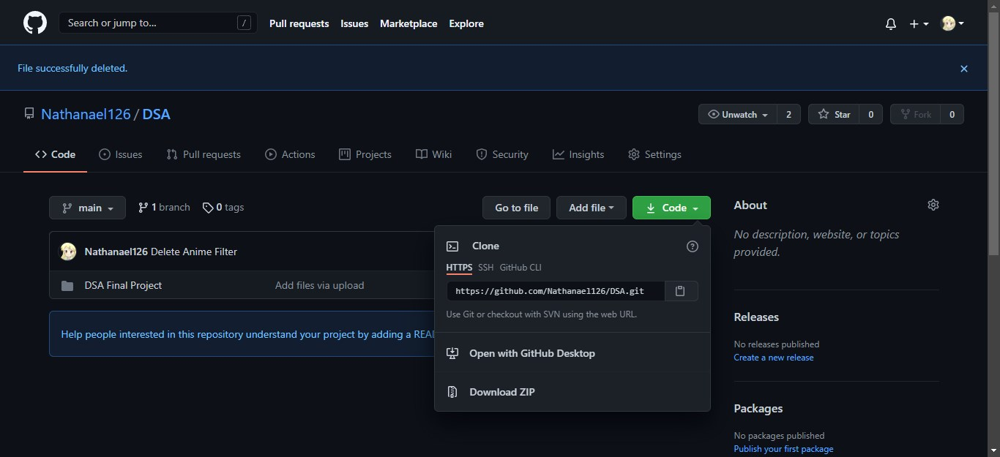 Search or jump to... /
Pull requests Issues Marketplace Explore
File successfully deleted.
Nathanael126 / DSA
Unwatch 2 Star 0 Fork 0
Code Issues Pull requests Actions Projects Wiki Security Insights Settings
main 1 branch 0 tags
Go to file Add file Code
Nathanael126 Delete Anime Filter
DSA Final Project Add files via upload
Help people interested in this repository understand your project by adding a REA
Clone
HTTPS SSH GitHub CLI
https://github.com/Nathanael126/DSA.git
Use Git or checkout with SVN using the web URL.
Open with GitHub Desktop
Download ZIP
About
No description, website, or topics
provided.
Releases
No releases published
Create a new release
Packages
No packages published
Publish your first package